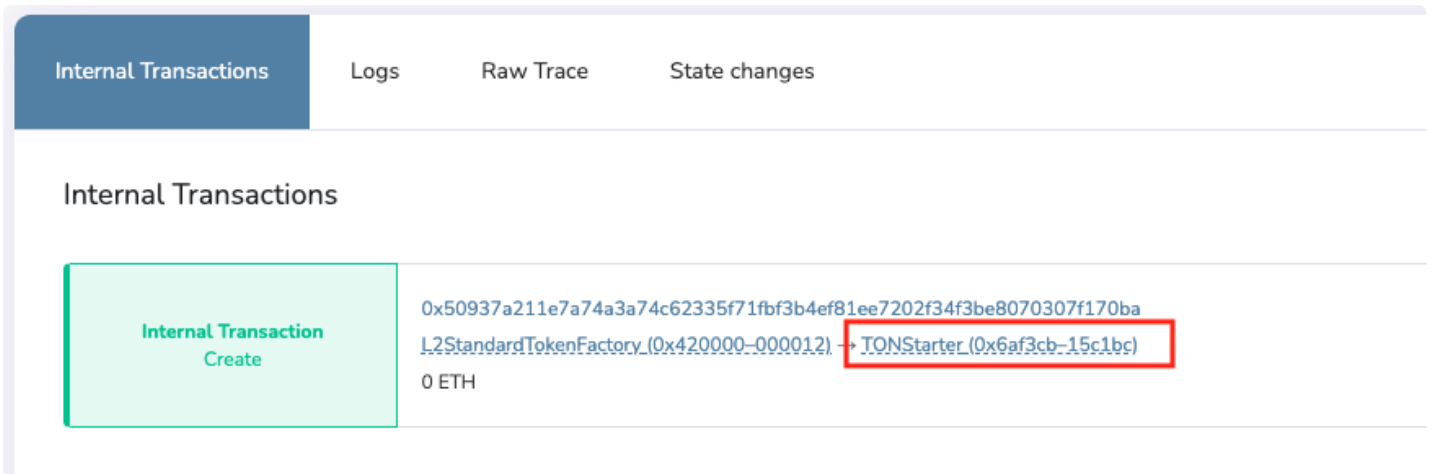 Internal Transactions Logs Raw Trace State changes
Internal Transactions
Internal Transaction
Create
0x50937a211e7a74a3a74c62335f71fbf3b4ef81ee7202f34f3be8070307f170ba
L2StandardTokenFactory (0x420000–000012) → TONStarter (0x6af3cb–15c1bc)
0 ETH